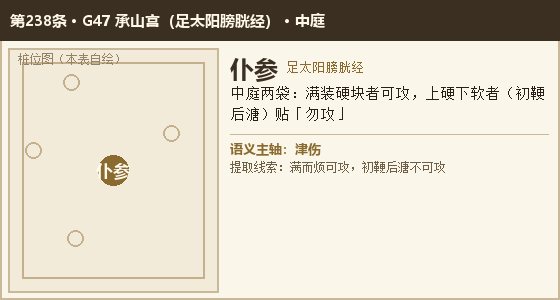 第238条・G47 承山宫（足太阳膀胱经）・中庭
桩位图（本表自绘）
仆参
仆参 足太阳膀胱经
中庭两袋：满装硬块者可攻，上硬下软者（初鞕
后溏）贴「勿攻」
语义主轴：津伤
提取线索：满而烦可攻，初鞕后溏不可攻